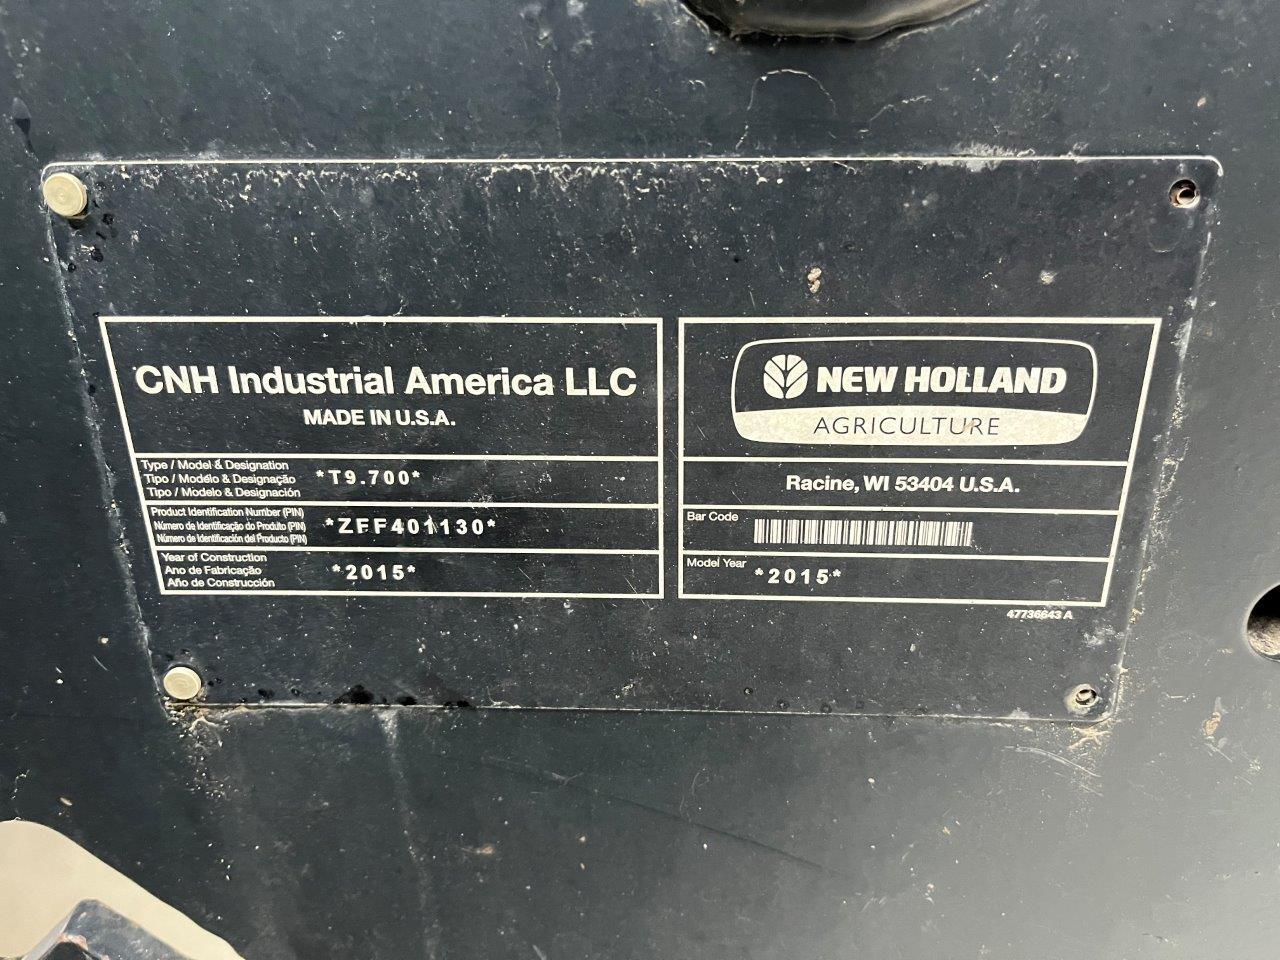 CNH Industrial America LLC
MADE IN U.S.A.
Type / Model & Designation
Tipo / Modélo & Designação
Tipo / Modelo & Designación
*T9.700*
Product Identification Number (PIN)
Número de Identificação do Produto (PIN)
Número de Identificación del Producto (PIN)
*ZFF401130*
Year of Construction
Ano de Fabricação
Año de Construcción
*2015*
NEW HOLLAND
AGRICULTURE
Racine, WI 53404 U.S.A.
Bar Code
Model Year
*2015*
47736643 A